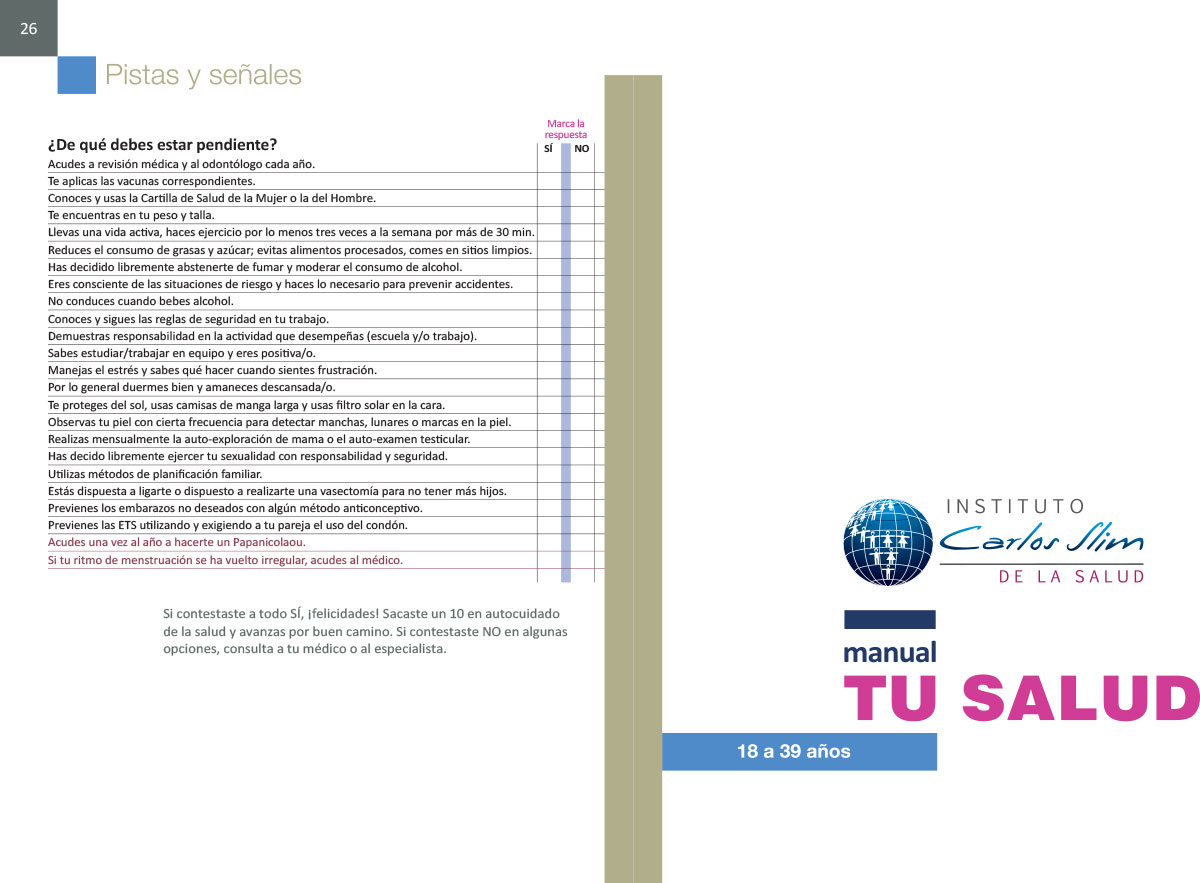 26
Pistas y señales
Marca la
respuesta
¿De qué debes estar pendiente?
SÍ NO
Acudes a revisión médica y al odontólogo cada año.
Te aplicas las vacunas correspondientes.
Conoces y usas la Cartilla de Salud de la Mujer o la del Hombre.
Te encuentras en tu peso y talla.
Llevas una vida activa, haces ejercicio por lo menos tres veces a la semana por más de 30 min.
Reduces el consumo de grasas y azúcar; evitas alimentos procesados, comes en sitios limpios.
Has decidido libremente abstenerte de fumar y moderar el consumo de alcohol.
Eres consciente de las situaciones de riesgo y haces lo necesario para prevenir accidentes.
No conduces cuando bebes alcohol.
Conoces y sigues las reglas de seguridad en tu trabajo.
Demuestras responsabilidad en la actividad que desempeñas (escuela y/o trabajo).
Sabes estudiar/trabajar en equipo y eres positiva/o.
Manejas el estrés y sabes qué hacer cuando sientes frustración.
Por lo general duermes bien y amaneces descansada/o.
Te proteges del sol, usas camisas de manga larga y usas filtro solar en la cara.
Observas tu piel con cierta frecuencia para detectar manchas, lunares o marcas en la piel.
Realizas mensualmente la auto-exploración de mama o el auto-examen testicular.
Has decido libremente ejercer tu sexualidad con responsabilidad y seguridad.
Utilizas métodos de planificación familiar.
Estás dispuesta a ligarte o dispuesto a realizarte una vasectomía para no tener más hijos.
Previenes los embarazos no deseados con algún método anticonceptivo.
Previenes las ETS utilizando y exigiendo a tu pareja el uso del condón.
Acudes una vez al año a hacerte un Papanicolaou.
Si tu ritmo de menstruación se ha vuelto irregular, acudes al médico.
Si contestaste a todo SÍ, ¡felicidades! Sacaste un 10 en autocuidado
de la salud y avanzas por buen camino. Si contestaste NO en algunas
opciones, consulta a tu médico o al especialista.
INSTITUTO
Carlos Slim
DE LA SALUD
manual
TU SALUD
18 a 39 años